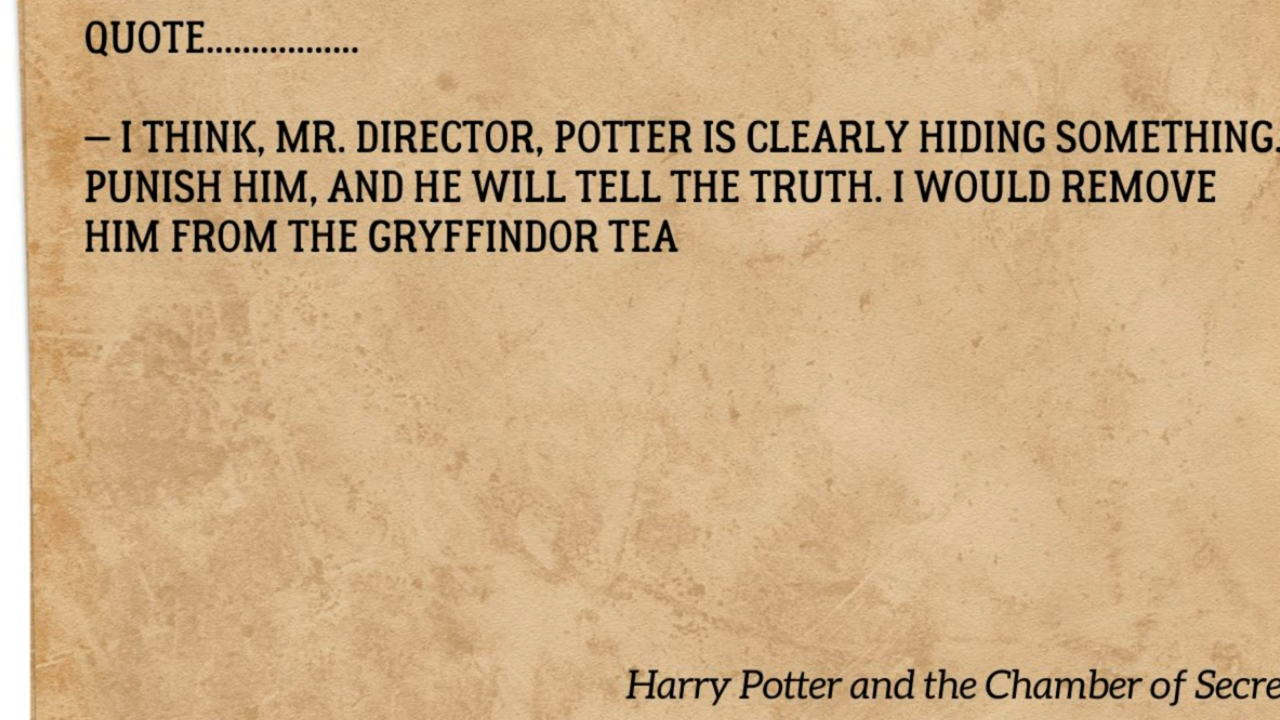 QUOTE.................
– I THINK, MR. DIRECTOR, POTTER IS CLEARLY HIDING SOMETHING.
PUNISH HIM, AND HE WILL TELL THE TRUTH. I WOULD REMOVE
HIM FROM THE GRYFFINDOR TEA
Harry Potter and the Chamber of Secre